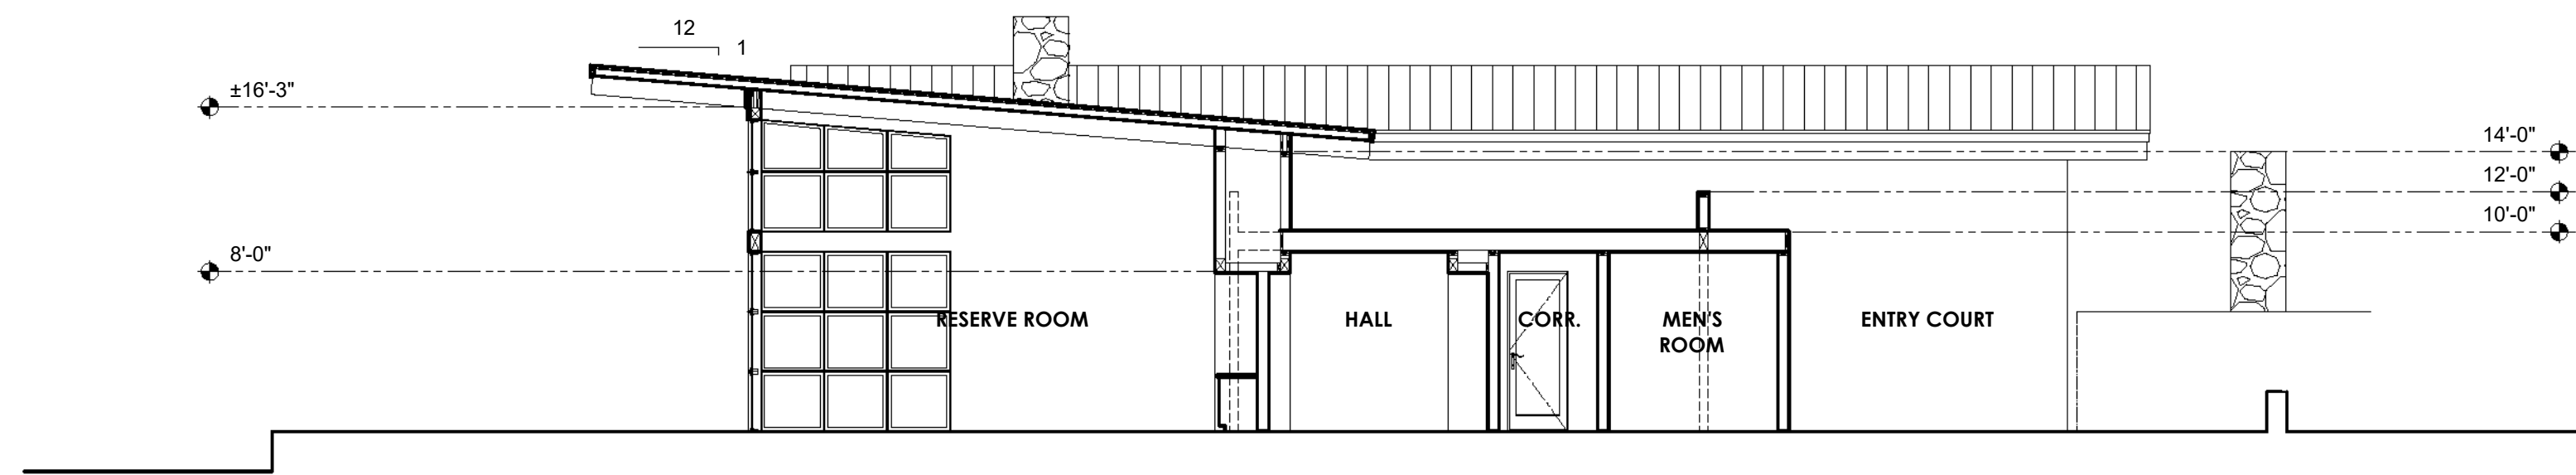 12
1
±16'-3"
14'-0"
12'-0"
10'-0"
8'-0"
RESERVE ROOM
HALL
CORR.
MEN'S
ROOM
ENTRY COURT